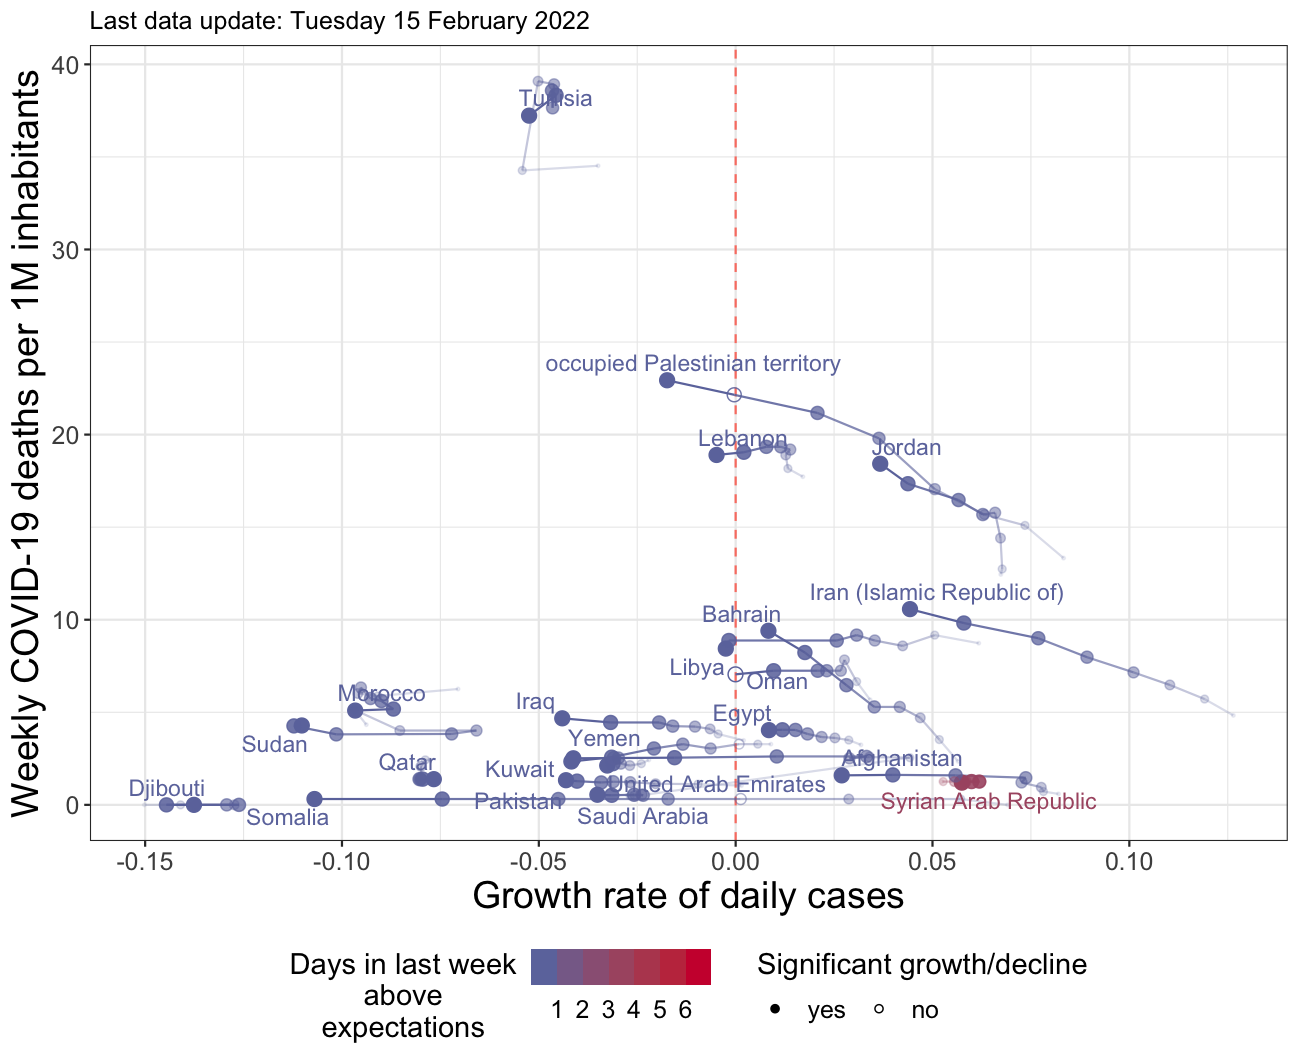 Last data update: Tuesday 15 February 2022
Weekly COVID-19 deaths per 1M inhabitants
40
30
20
10
0
Tunisia
occupied Palestinian territory
Lebanon
Jordan
Iran (Islamic Republic of)
Bahrain
Libya
Oman
Morocco
Iraq
Egypt
Sudan
Yemen
Qatar
Kuwait
Afghanistan
Djibouti
United Arab Emirates
Pakistan
Syrian Arab Republic
Somalia
Saudi Arabia
-0.15 -0.10 -0.05 0.00 0.05 0.10
Growth rate of daily cases
Days in last week
above
expectations
1 2 3 4 5 6
Significant growth/decline
yes no